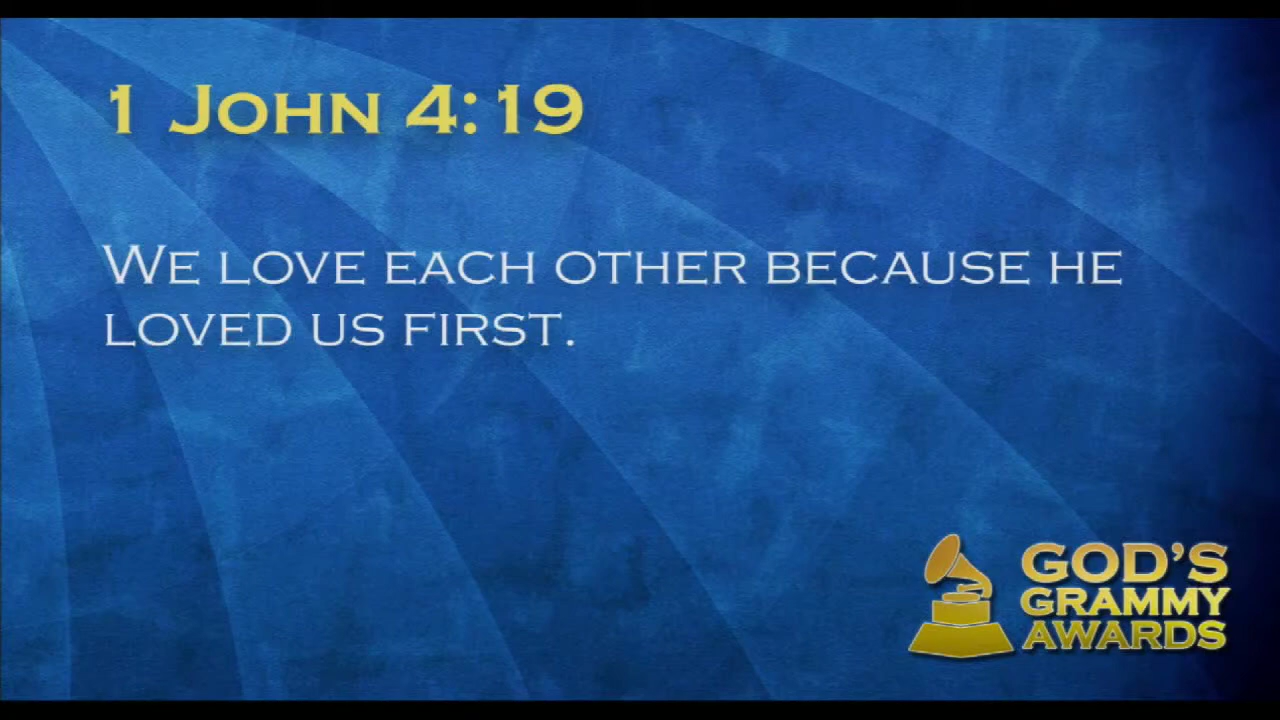 1 John 4:19
We love each other because he
loved us first.
GOD'S
GRAMMY
AWARDS